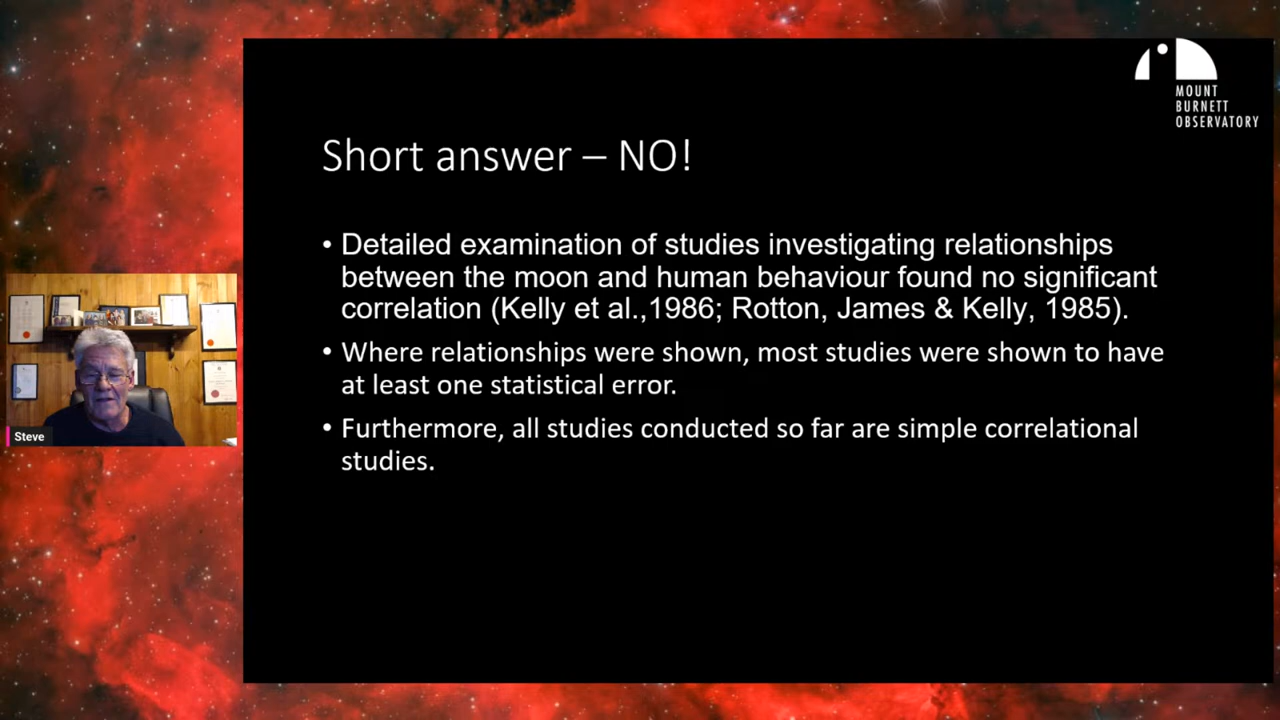 MOUNT
BURNETT
OBSERVATORY
Short answer – NO!
• Detailed examination of studies investigating relationships
between the moon and human behaviour found no significant
correlation (Kelly et al.,1986; Rotton, James & Kelly, 1985).
• Where relationships were shown, most studies were shown to have
at least one statistical error.
• Furthermore, all studies conducted so far are simple correlational
studies.
Steve